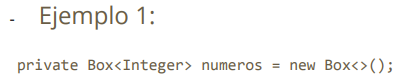 - Ejemplo 1:
private Box<Integer> numeros = new Box<>();